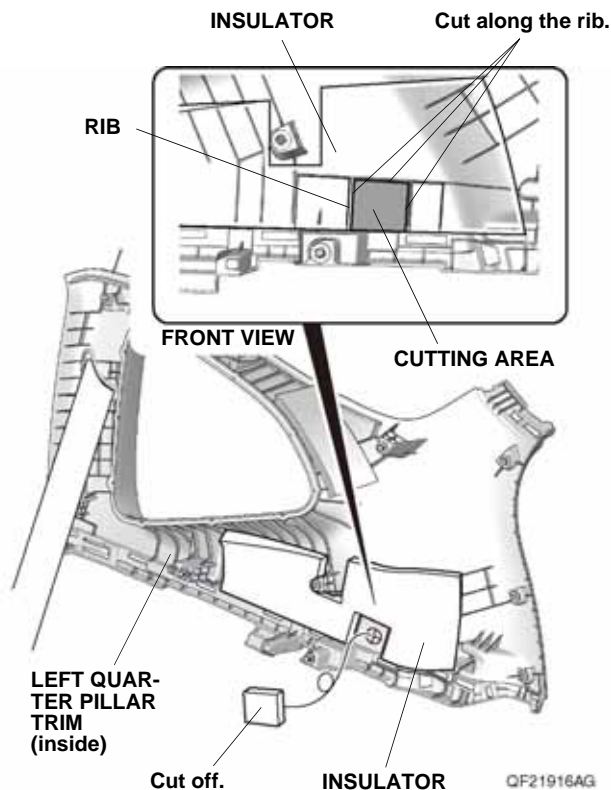 INSULATOR
Cut along the rib.
RIB
FRONT VIEW
CUTTING AREA
LEFT QUAR-
TER PILLAR
TRIM
(inside)
Cut off.
INSULATOR
QF21916AG